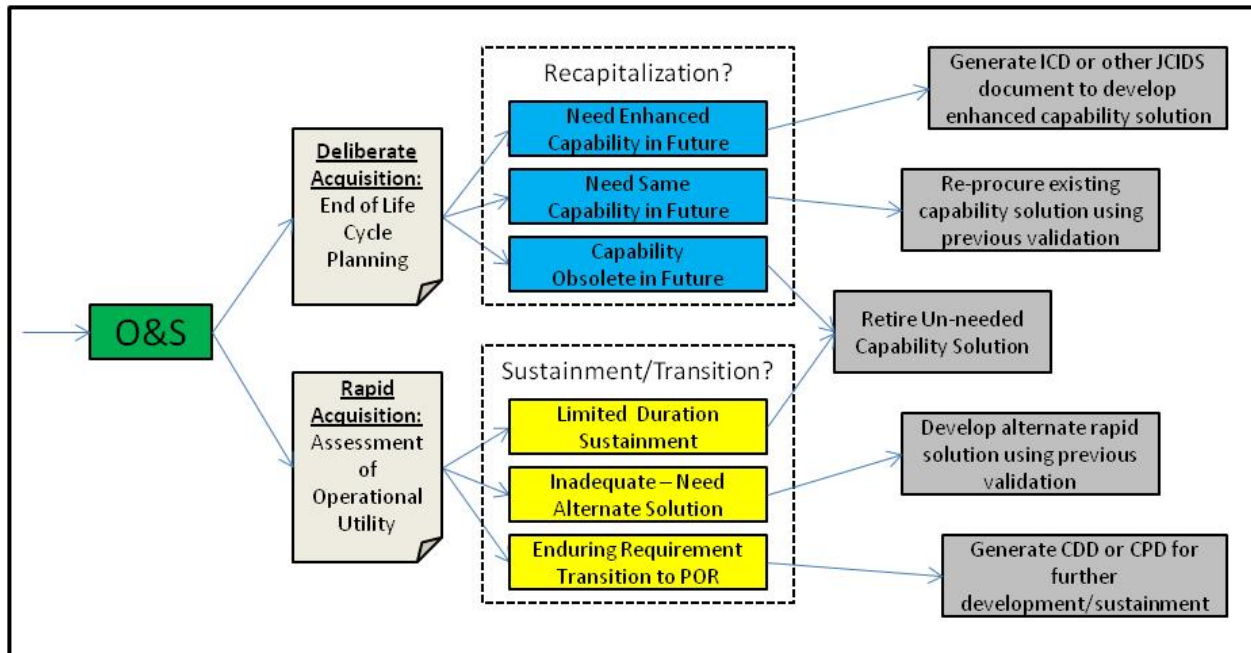 O&S
Deliberate
Acquisition:
End of Life
Cycle
Planning
Rapid
Acquisition:
Assessment
of
Operational
Utility
Recapitalization?
Need Enhanced
Capability in Future
Need Same
Capability in Future
Capability
Obsolete in Future
Sustainment/Transition?
Limited Duration
Sustainment
Inadequate – Need
Alternate Solution
Enduring Requirement
Transition to POR
Generate ICD or other JCIDS
document to develop
enhanced capability solution
Re-procure existing
capability solution using
previous validation
Retire Un-needed
Capability Solution
Develop alternate rapid
solution using previous
validation
Generate CDD or CPD for
further
development/sustainment